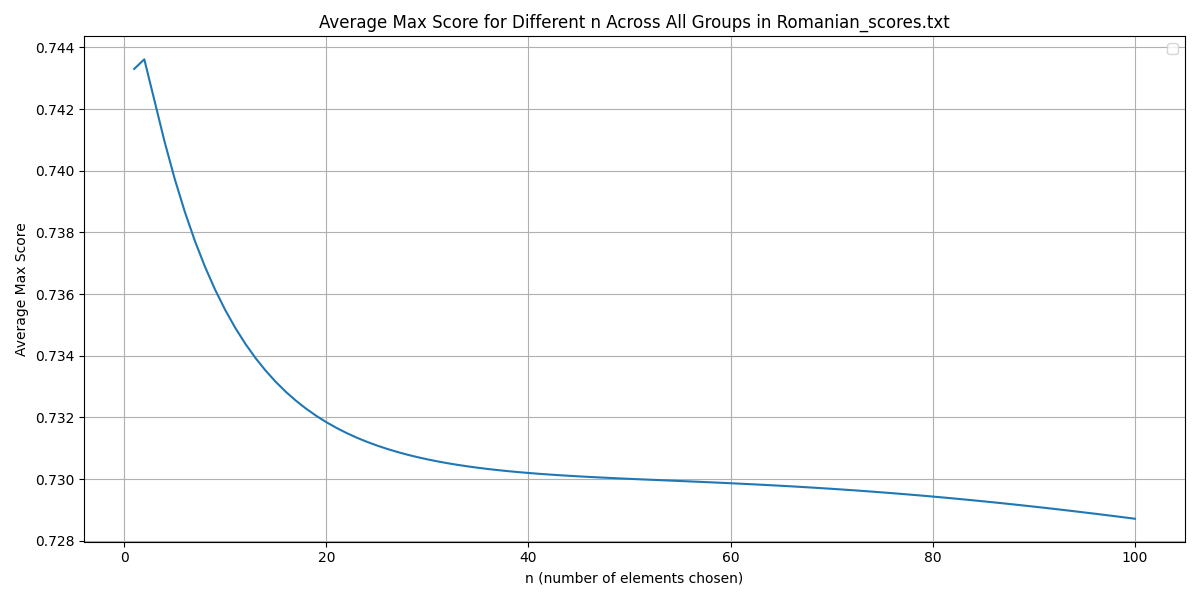 Average Max Score for Different n Across All Groups in Romanian_scores.txt
Average Max Score
0.744
0.742
0.740
0.738
0.736
0.734
0.732
0.730
0.728
0 20 40 60 80 100
n (number of elements chosen)